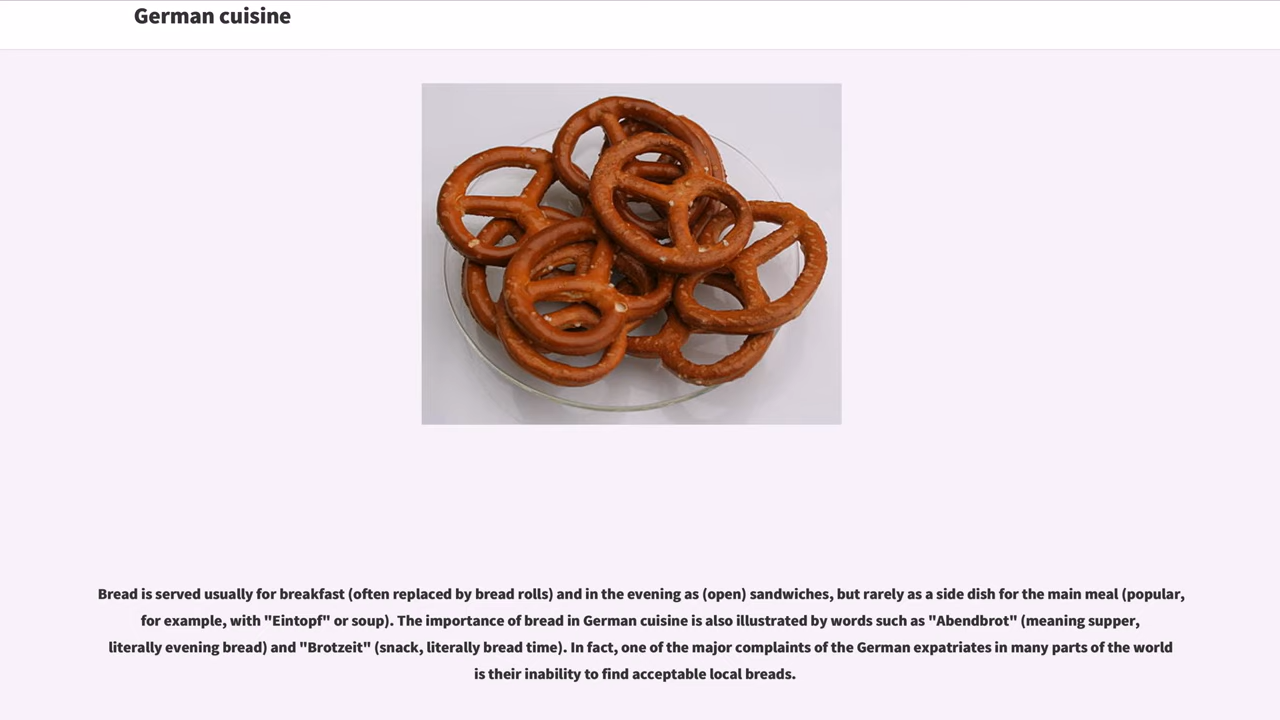 German cuisine
Bread is served usually for breakfast (often replaced by bread rolls) and in the evening as (open) sandwiches, but rarely as a side dish for the main meal (popular,
for example, with "Eintopf" or soup). The importance of bread in German cuisine is also illustrated by words such as "Abendbrot" (meaning supper,
literally evening bread) and "Brotzeit" (snack, literally bread time). In fact, one of the major complaints of the German expatriates in many parts of the world
is their inability to find acceptable local breads.